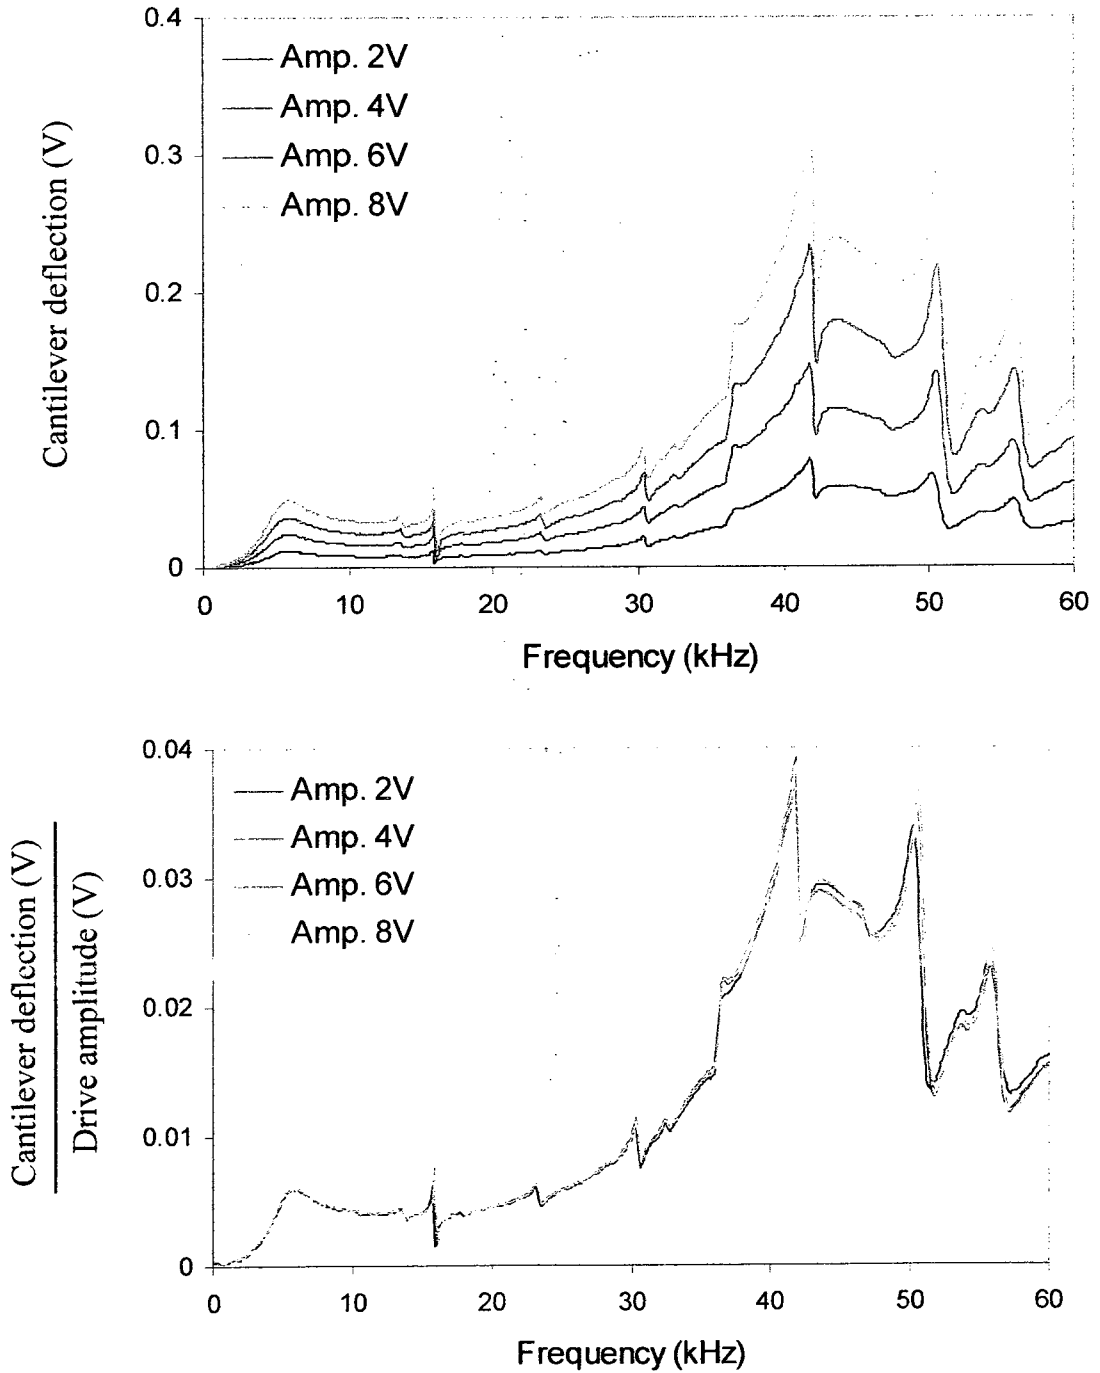 0.4
Amp. 2V
Amp. 4V
0.3
Amp. 6V
Amp. 8V
Cantilever deflection (V)
0.2
0.1
0
0 10 20 30 40 50 60
Frequency (kHz)
0.04
Amp. 2V
Amp. 4V
0.03
Amp. 6V
Amp. 8V
Cantilever deflection (V)
Drive amplitude (V)
0.02
0.01
0
0 10 20 30 40 50 60
Frequency (kHz)